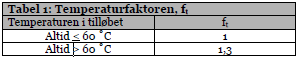 Tabel 1: Temperaturfaktoren, fₜ
Temperaturen i tilløbet fₜ
Altid ≤ 60 °C 1
Altid > 60 °C 1,3